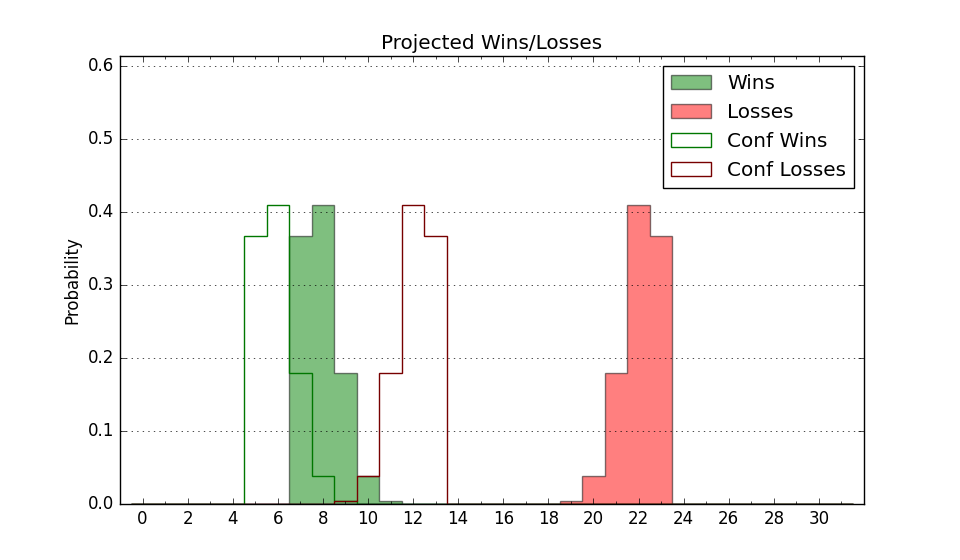 Projected Wins/Losses
Wins
Losses
Conf Wins
Conf Losses
Probability
0.6
0.5
0.4
0.3
0.2
0.1
0.0
0 2 4 6 8 10 12 14 16 18 20 22 24 26 28 30